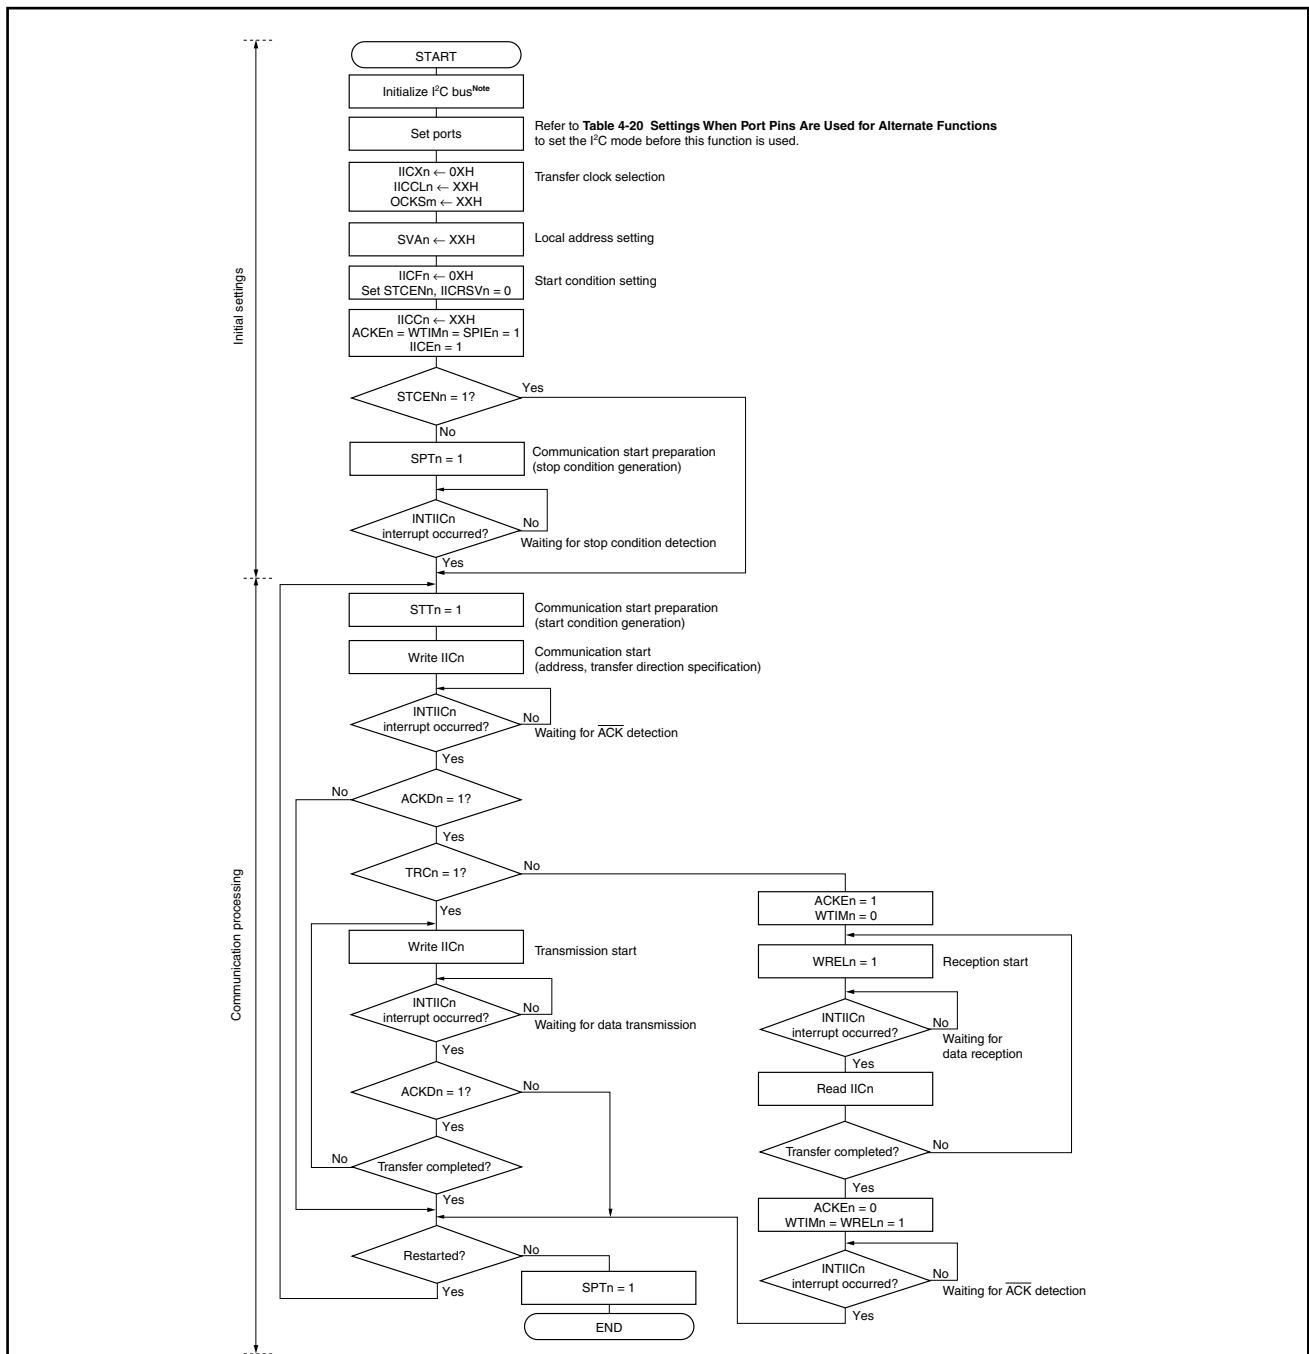 START
Initialize I²C bus^Note
Set ports
Refer to Table 4-20 Settings When Port Pins Are Used for Alternate Functions
to set the I²C mode before this function is used.
IICXn ← 0XH
IICCLn ← XXH
OCKSm ← XXH
Transfer clock selection
SVAn ← XXH
Local address setting
IICFn ← 0XH
Set STCENn, IICRSVn = 0
Start condition setting
IICCn ← XXH
ACKEn = WTIMn = SPIEn = 1
IICEn = 1
Initial settings
STCENn = 1?
Yes
No
SPTn = 1
Communication start preparation
(stop condition generation)
INTIICn
interrupt occurred?
No
Waiting for stop condition detection
Yes
STTn = 1
Communication start preparation
(start condition generation)
Write IICn
Communication start
(address, transfer direction specification)
INTIICn
interrupt occurred?
No
Waiting for ACK detection
Yes
No
ACKDn = 1?
Yes
TRCn = 1?
No
Yes
Communication processing
Write IICn
Transmission start
INTIICn
interrupt occurred?
No
Waiting for data transmission
Yes
ACKDn = 1?
No
Yes
No
Transfer completed?
Yes
Restarted?
No
Yes
SPTn = 1
END
ACKEn = 1
WTIMn = 0
WRELn = 1
Reception start
INTIICn
interrupt occurred?
No
Waiting for
data reception
Yes
Read IICn
Transfer completed?
No
Yes
ACKEn = 0
WTIMn = WRELn = 1
INTIICn
interrupt occurred?
No
Waiting for ACK detection
Yes